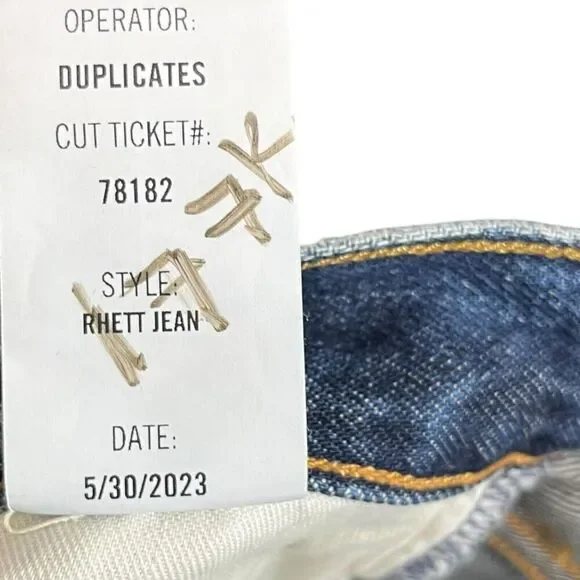 OPERATOR:
DUPLICATES
CUT TICKET#:
78182
STYLE:
RHETT JEAN
DATE:
5/30/2023